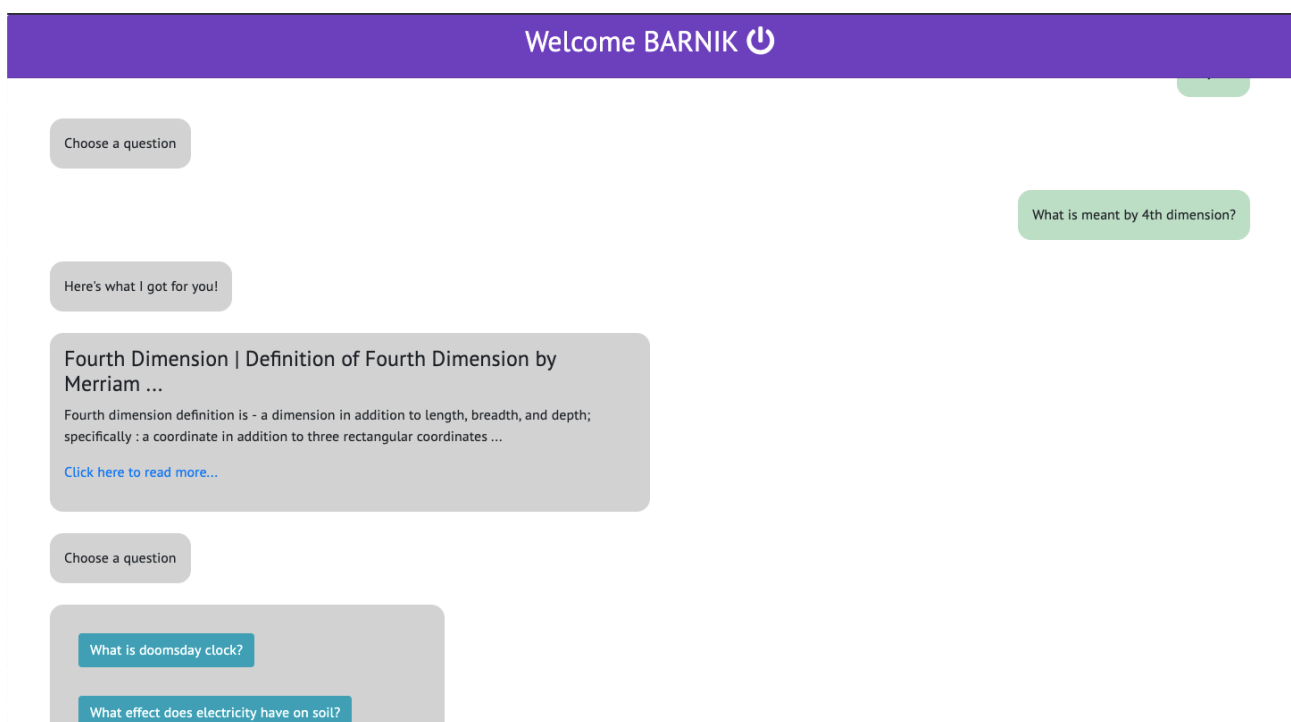 Welcome BARNIK
Choose a question
What is meant by 4th dimension?
Here's what I got for you!
Fourth Dimension | Definition of Fourth Dimension by
Merriam ...
Fourth dimension definition is - a dimension in addition to length, breadth, and depth;
specifically : a coordinate in addition to three rectangular coordinates ...
Click here to read more...
Choose a question
What is doomsday clock?
What effect does electricity have on soil?